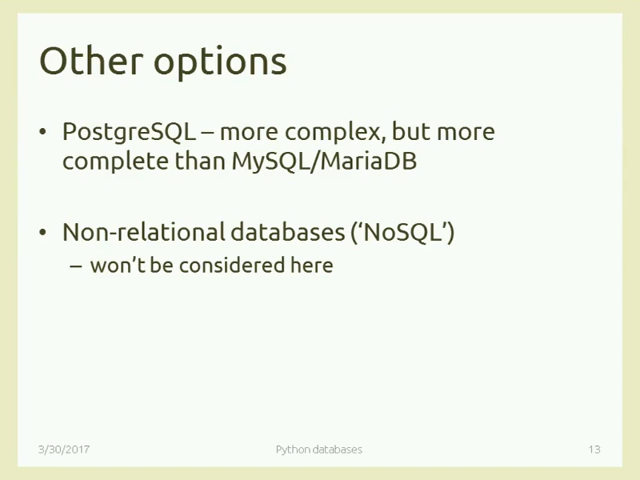 Other options
• PostgreSQL – more complex, but more
complete than MySQL/MariaDB
• Non-relational databases (‘NoSQL’)
– won’t be considered here
3/30/2017 Python databases 13